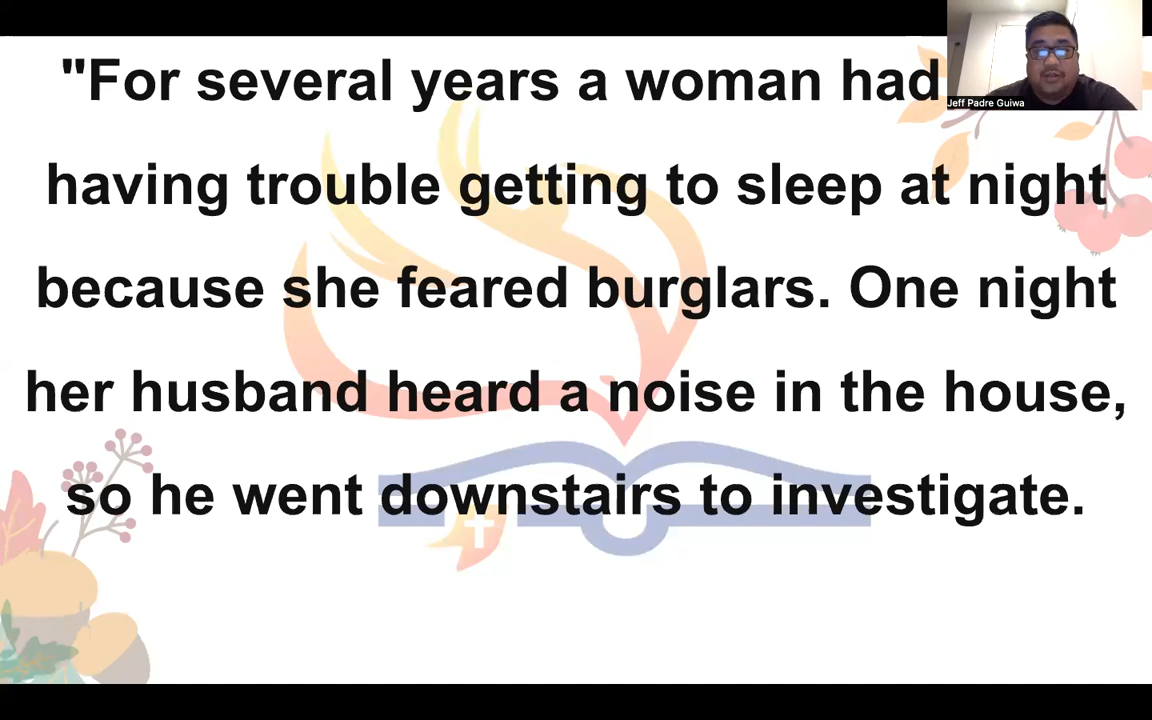 "For several years a woman had
Jeff Padre Guiwa
having trouble getting to sleep at night
because she feared burglars. One night
her husband heard a noise in the house,
so he went downstairs to investigate.